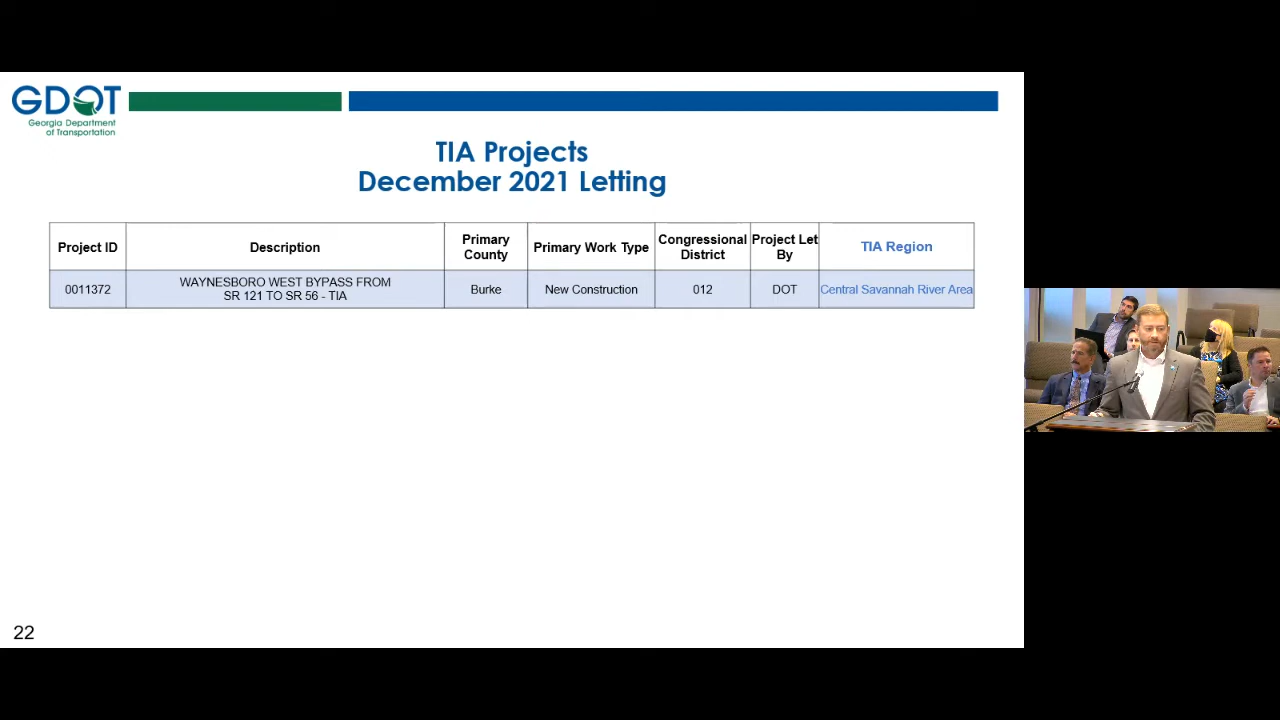 GDOT
Georgia Department
of Transportation
TIA Projects
December 2021 Letting
Project ID
Description
Primary
County
Primary Work Type
Congressional
District
Project Let
By
TIA Region
0011372
WAYNESBORO WEST BYPASS FROM
SR 121 TO SR 56 - TIA
Burke
New Construction
012
DOT
Central Savannah River Area
22